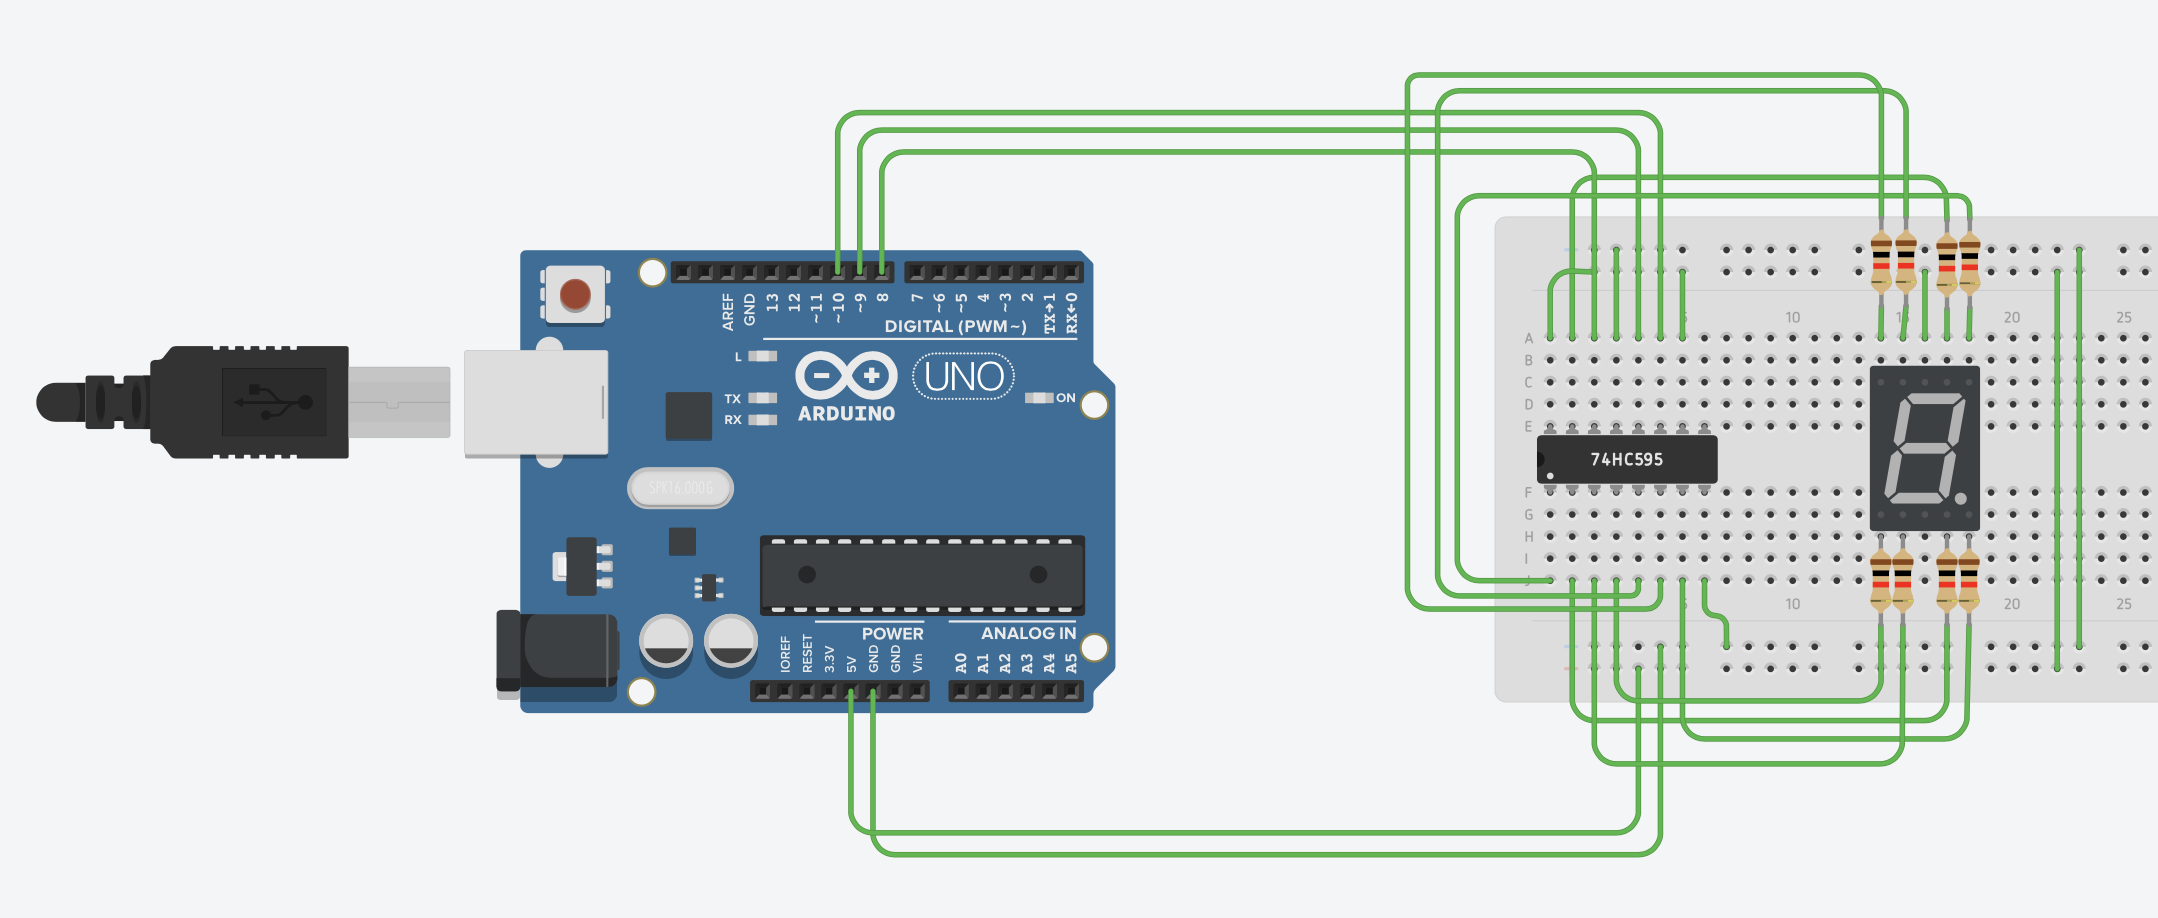 AREF
GND
13
12
~11
~10
~9
8
7
~6
~5
4
~3
2
TX→1
RX←0
DIGITAL (PWM~)
L
TX
RX
ARDUINO
UNO
ON
SPK16.000G
POWER
ANALOG IN
IOREF
RESET
3.3V
5V
GND
GND
Vin
A0
A1
A2
A3
A4
A5
10
20
25
A
B
C
D
E
74HC595
F
G
H
I
J
10
20
25